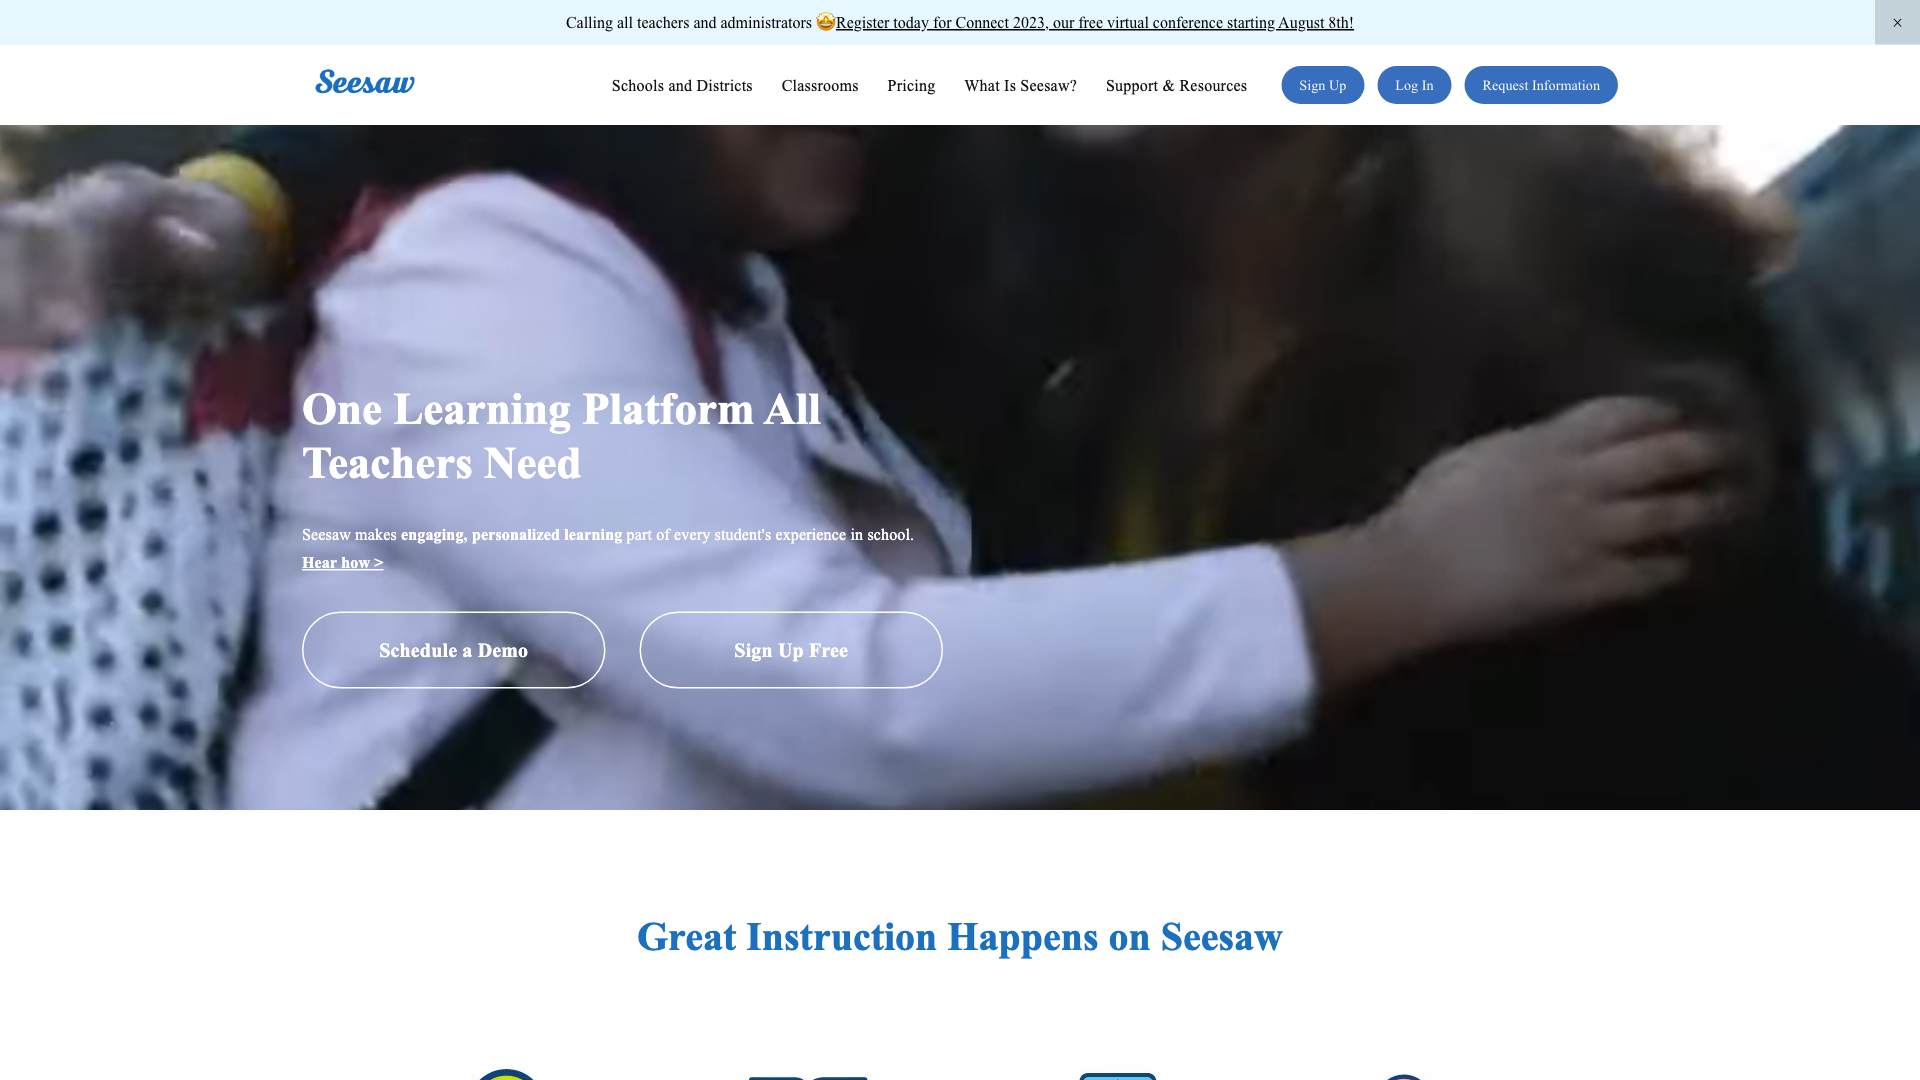 Calling all teachers and administrators 🤩Register today for Connect 2023, our free virtual conference starting August 8th!
×
Seesaw
Schools and Districts
Classrooms
Pricing
What Is Seesaw?
Support & Resources
Sign Up
Log In
Request Information
One Learning Platform All
Teachers Need
Seesaw makes engaging, personalized learning part of every student's experience in school.
Hear how >
Schedule a Demo
Sign Up Free
Great Instruction Happens on Seesaw